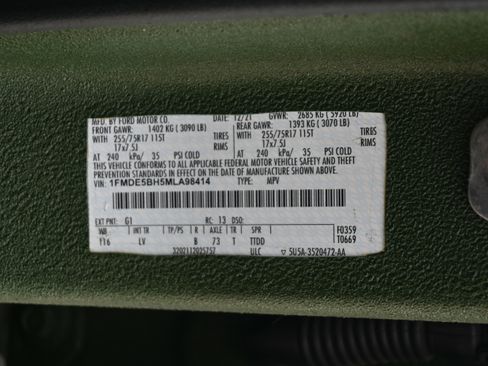 MFD. BY FORD MOTOR CO. DATE: 12/21 GVWR: 2685 KG ( 5920 LB)
FRONT GAWR: 1402 KG ( 3090 LB) REAR GAWR: 1393 KG ( 3070 LB)
WITH 255/75R17 115T TIRES WITH 255/75R17 115T TIRES
17x7.5J RIMS 17x7.5J RIMS
AT 240 kPa/ 35 PSI COLD AT 240 kPa/ 35 PSI COLD
THIS VEHICLE CONFORMS TO ALL APPLICABLE FEDERAL MOTOR VEHICLE SAFETY AND THEFT
PREVENTION STANDARDS IN EFFECT ON THE DATE OF MANUFACTURE SHOWN ABOVE.
VIN: 1FMDE5BH5MLA98414 TYPE: MPV
EXT PNT: G1 RC: 13 DSO: F0359
WB INT TR TP/PS R AXLE TR SPR T0669
Y16 LV B 73 T TTDD
3202112025757 ULC ▽ 5U5A-3520472-AA